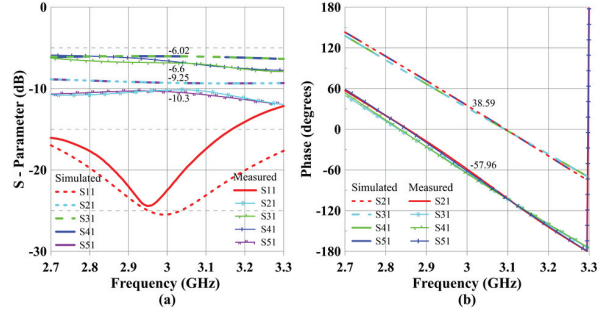 (a)
0
-10
-20
-30
S - Parameter (dB)
-6.02
-6.6
-9.25
-10.3
Simulated
S11
S21
S31
S41
S51
Measured
S11
S21
S31
S41
S51
2.7 2.8 2.9 3 3.1 3.2 3.3
Frequency (GHz)
(a)
(b)
180
120
60
0
-60
-120
-180
Phase (degrees)
38.59
-57.96
Simulated Measured
S21 S21
S31 S31
S41 S41
S51 S51
2.7 2.8 2.9 3 3.1 3.2 3.3
Frequency (GHz)
(b)